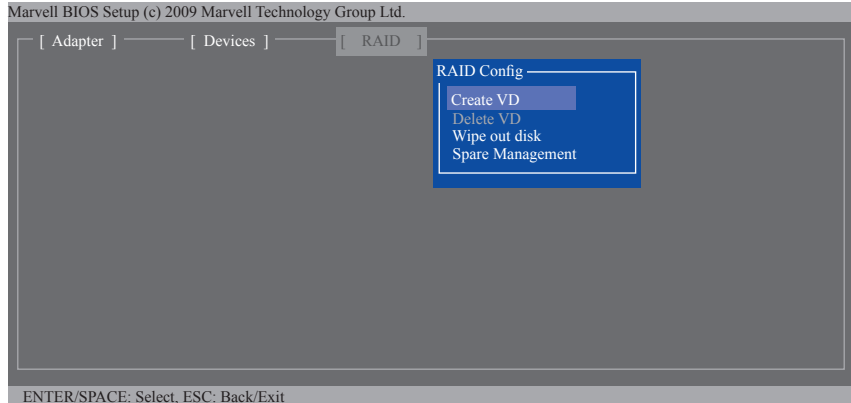 Marvell BIOS Setup (c) 2009 Marvell Technology Group Ltd.
[ Adapter ] [ Devices ] [ RAID ]
RAID Config
Create VD
Delete VD
Wipe out disk
Spare Management
ENTER/SPACE: Select, ESC: Back/Exit